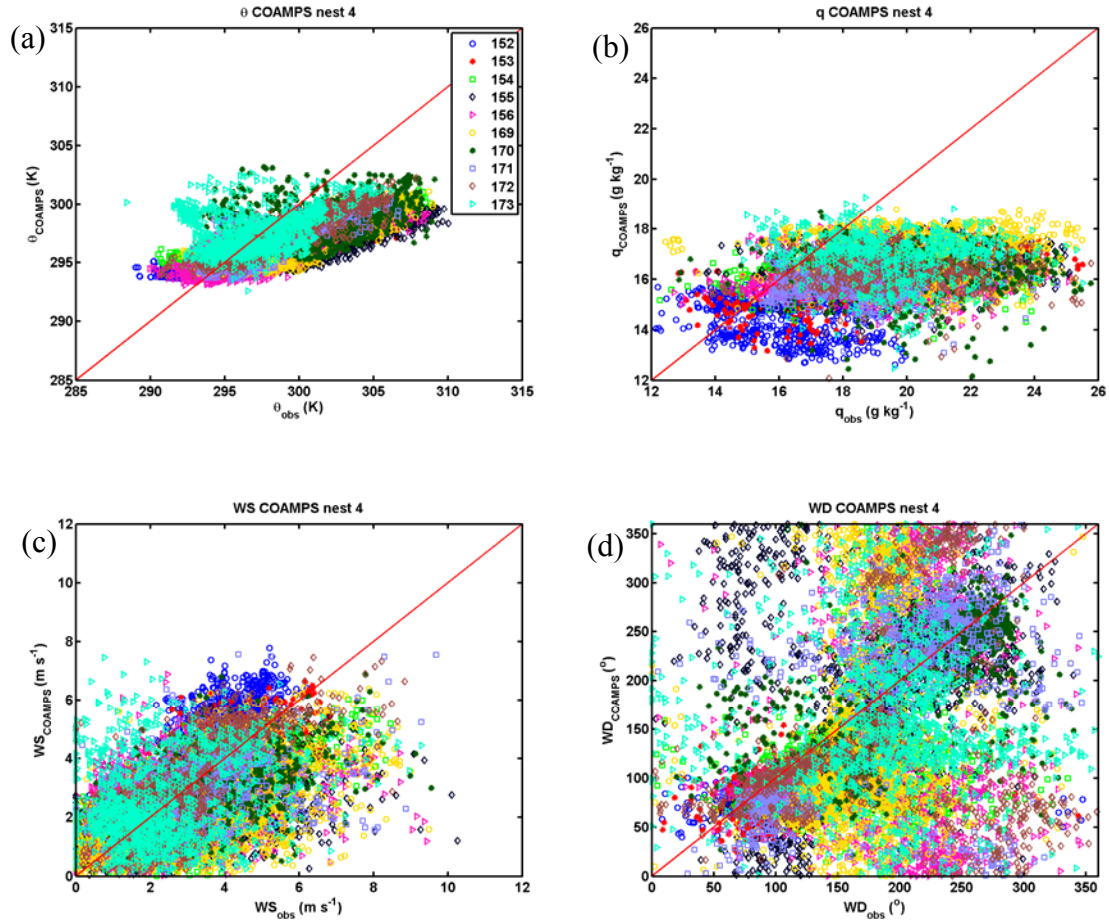 (a)
θ COAMPS nest 4
315
310
305
300
295
290
285
θCOAMPS (K)
285 290 295 300 305 310 315
θobs (K)
152
153
154
155
156
169
170
171
172
173
(b)
q COAMPS nest 4
26
24
22
20
18
16
14
12
qCOAMPS (g kg-1)
12 14 16 18 20 22 24 26
qobs (g kg-1)
(c)
WS COAMPS nest 4
12
10
8
6
4
2
0
WSCOAMPS (m s-1)
0 2 4 6 8 10 12
WSobs (m s-1)
(d)
WD COAMPS nest 4
350
300
250
200
150
100
50
0
WDCCAMPS (o)
0 50 100 150 200 250 300 350
WDobs (o)